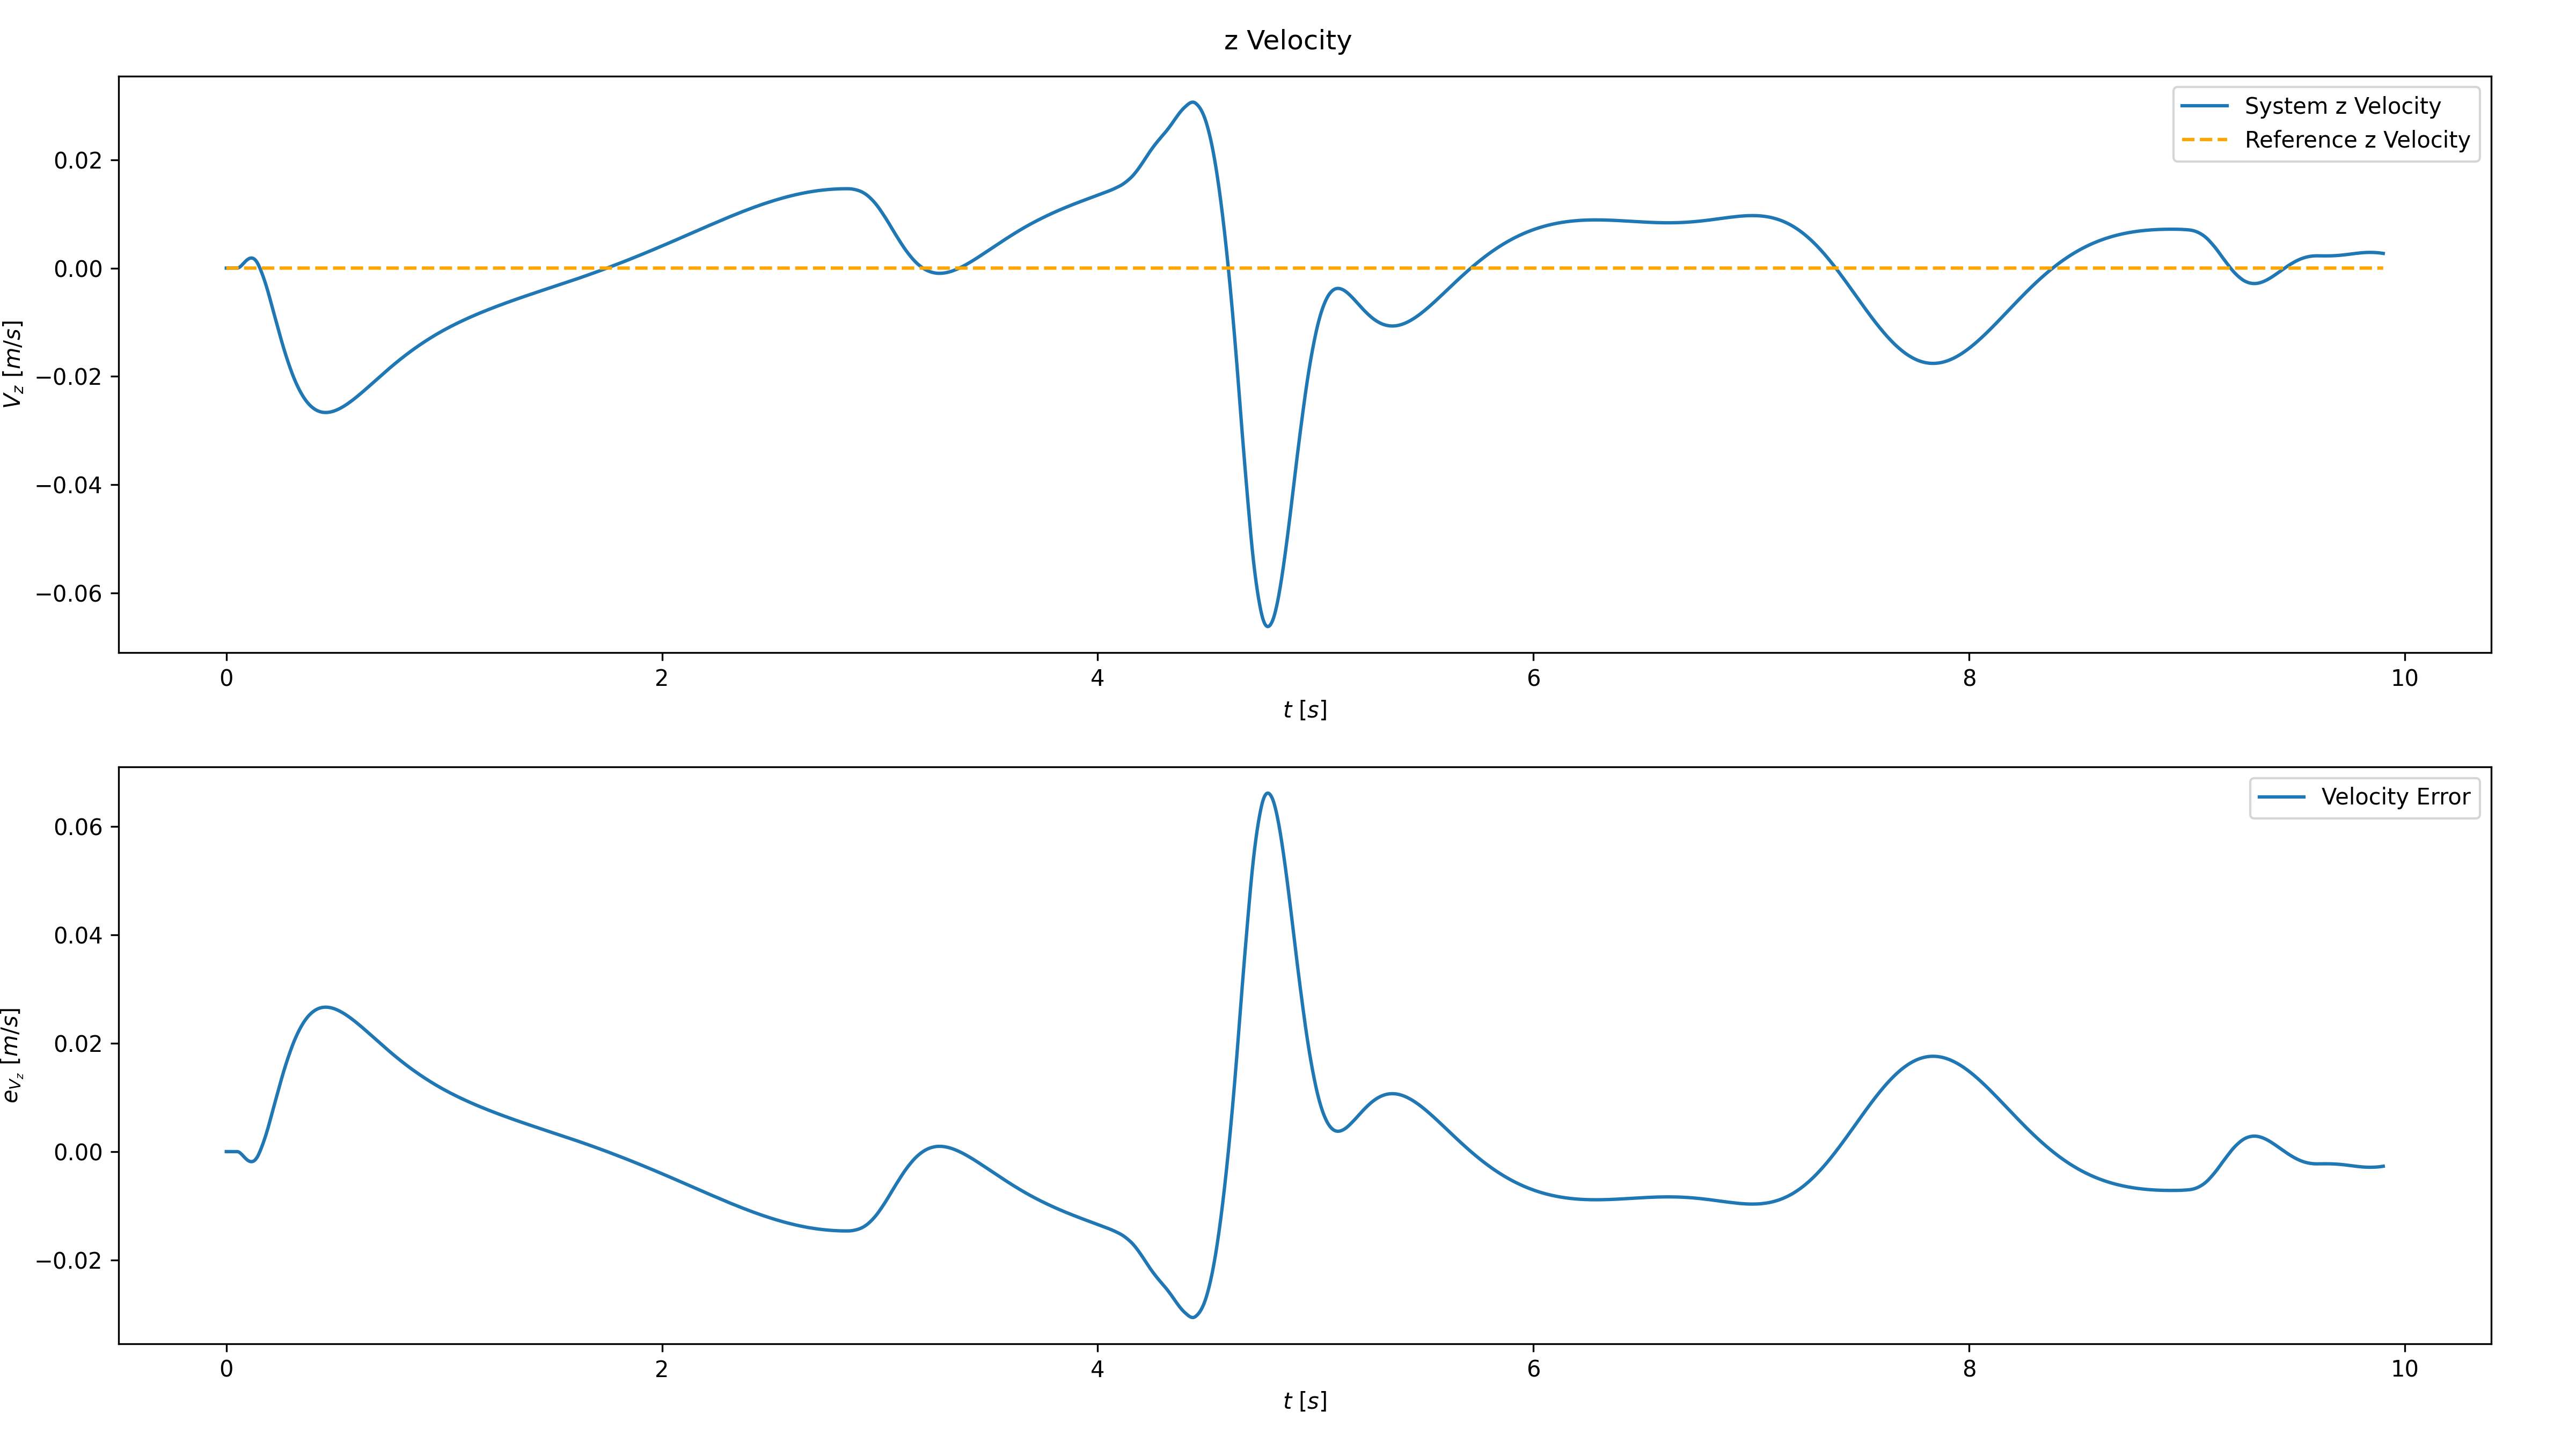 z Velocity
System z Velocity
Reference z Velocity
V_z [m/s]
0.02
0.00
−0.02
−0.04
−0.06
0 2 4 6 8 10
t [s]
Velocity Error
e_{V_z} [m/s]
0.06
0.04
0.02
0.00
−0.02
0 2 4 6 8 10
t [s]